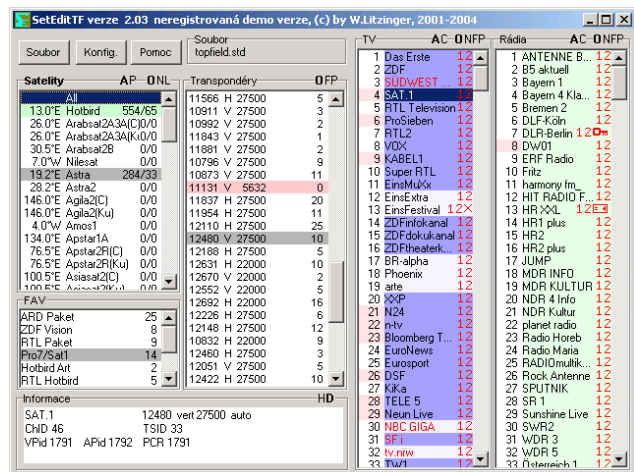 SetEditTF verze 2.03 neregistrovaná demo verze, (c) by W.Litzinger, 2001-2004
Soubor Konfig. Pomoc
Soubor
topfield.std
Satelity AP ONL
All
13.0°E Hotbird 554/65
26.0°E Arabsat2A3A(C)0/0
26.0°E Arabsat2A3A(K(0/0
30.5°E Arabsat2B 0/0
7.0°W Nilesat 0/0
19.2°E Astra 284/33
28.2°E Astra2 0/0
146.0°E Agila2(C) 0/0
146.0°E Agila2(Ku) 0/0
4.0°W Amos1 0/0
134.0°E Apstar1A 0/0
76.5°E Apstar2R(C) 0/0
76.5°E Apstar2R(Ku) 0/0
100.5°E Asiasat2(C) 0/0
100.5°E Asiasat2(Ku) 0/0
FAV
ARD Paket 25
ZDF Vision 8
RTL Paket 9
Pro7/Sat1 14
Hotbird Art 2
RTL Hotbird 5
Transpondéry OFP
11566 H 27500 5
10911 V 27500 3
10992 V 27500 2
11843 V 27500 1
11881 V 27500 2
10796 V 27500 9
10873 V 27500 11
11131 V 5632 0
11837 H 27500 20
11954 H 27500 11
12110 H 27500 25
12480 V 27500 10
12188 H 27500 5
12631 H 22000 10
12670 V 22000 2
12552 V 22000 5
12692 H 22000 16
12226 H 27500 6
12148 H 27500 12
10832 H 22000 9
12460 H 27500 3
12051 V 27500 5
12422 H 27500 10
Informace HD-
SAT.1 12480 vert 27500 auto
ChID 46 TSID 33
VPid 1791 APid 1792 PCR 1791
TV AC ONFP
1 Das Erste 12
2 ZDF 12
3 SÜDWEST ... 12
4 SAT.1 12
5 RTL Television 12
6 ProSieben 12
7 RTL2 12
8 VOX 12
9 KABEL1 12
10 Super RTL 12
11 EinsMuXx 12
12 EinsExtra 12
13 EinsFestival 12X
14 ZDFinfokanal 12
15 ZDFdokukanal 12
16 ZDFtheaterk... 12
17 BR-alpha 12
18 Phoenix 12
19 arte 12
20 XXP 12
21 N24 12
22 n-tv 12
23 Bloomberg T... 12
24 EuroNews 12
25 Eurosport 12
26 DSF 12
27 KiKa 12
28 TELE 5 12
29 Neun Live 12
30 NBC GIGA 12
31 SF i 12
32 tv.nrw 12
33 TW1 12
Rádia AC ONFP
1 ANTENNE B... 12
2 B5 aktuell 12
3 Bayern 1 12
4 Bayern 4 Kla... 12
5 Bremen 2 12
6 DLF-Köln 12
7 DLR-Berlin 12
8 DW01 12
9 ERF Radio 12
10 Fritz 12
11 harmony fm_ 12
12 HIT RADIO F... 12
13 HR XXL 12
14 HR1 plus 12
15 HR2 12
16 HR2 plus 12
17 JUMP 12
18 MDR INFO 12
19 MDR KULTUR 12
20 NDR 4 Info 12
21 NDR Kultur 12
22 planet radio 12
23 Radio Horeb 12
24 Radio Maria 12
25 RADIOmultik... 12
26 Rock Antenne 12
27 SPUTNIK 12
28 SR 1 12
29 Sunshine Live 12
30 SWR2 12
31 WDR 3 12
32 WDR 5 12
33 Österreich 1 12